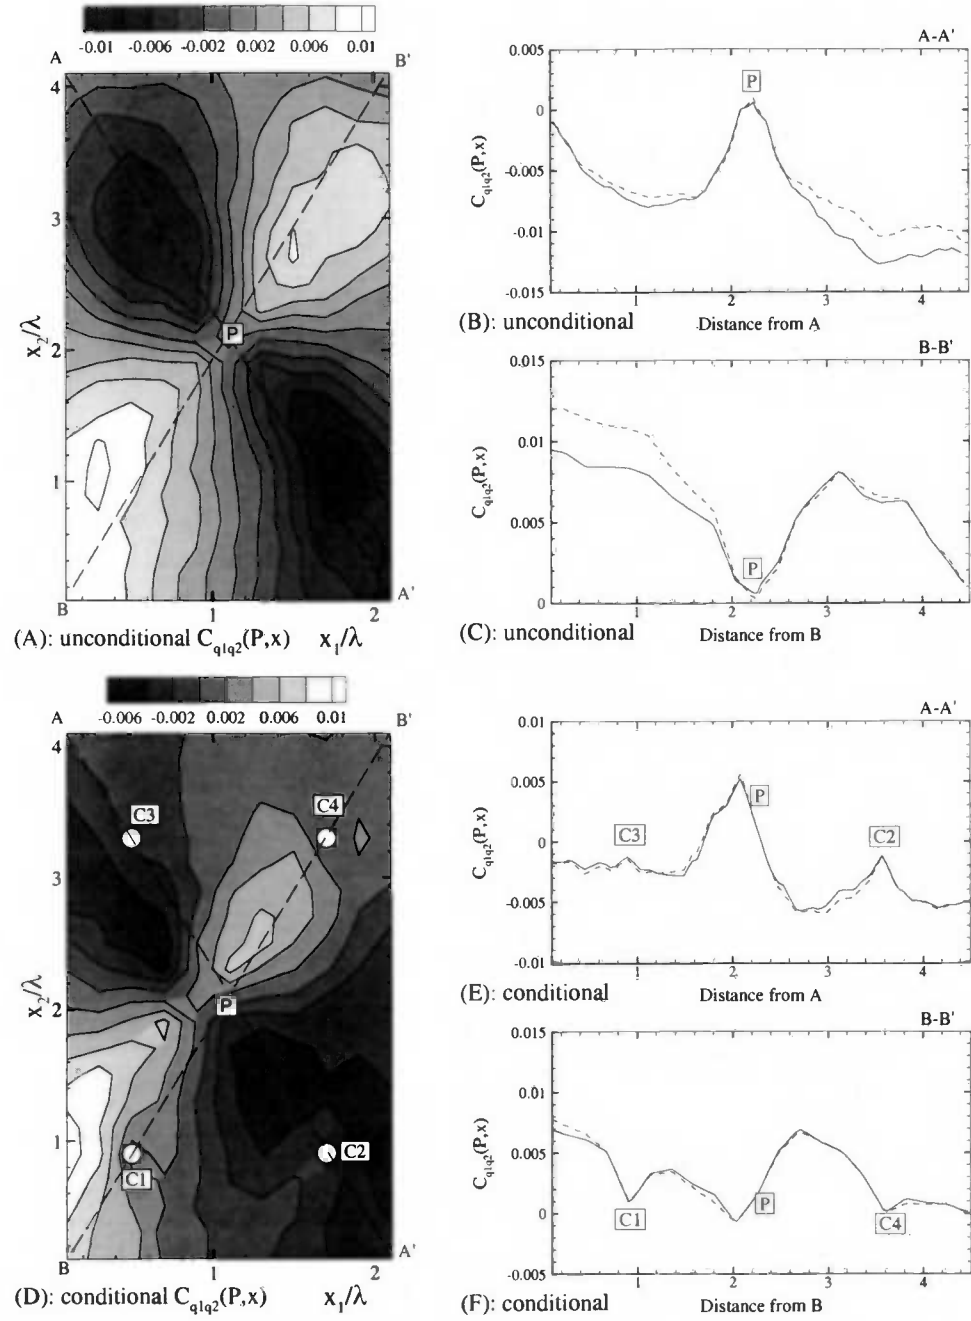 -0.01 -0.006 -0.002 0.002 0.006 0.01
A
B'
4
3
2
1
x2/λ
P
B
1
2
A'
(A): unconditional Cq1q2(P,x) x1/λ
A-A'
0.005
0
-0.005
-0.01
-0.015
Cq1q2(P,x)
P
1 2 3 4
(B): unconditional Distance from A
B-B'
0.015
0.01
0.005
0
Cq1q2(P,x)
P
1 2 3 4
(C): unconditional Distance from B
-0.006 -0.002 0.002 0.006 0.01
A
B'
4
3
2
1
x2/λ
C3
C4
P
C1
C2
B
1
2
A'
(D): conditional Cq1q2(P,x) x1/λ
A-A'
0.01
0.005
0
-0.005
-0.01
Cq1q2(P,x)
C3
P
C2
1 2 3 4
(E): conditional Distance from A
B-B'
0.015
0.01
0.005
0
0.005
Cq1q2(P,x)
C1
P
C4
1 2 3 4
(F): conditional Distance from B